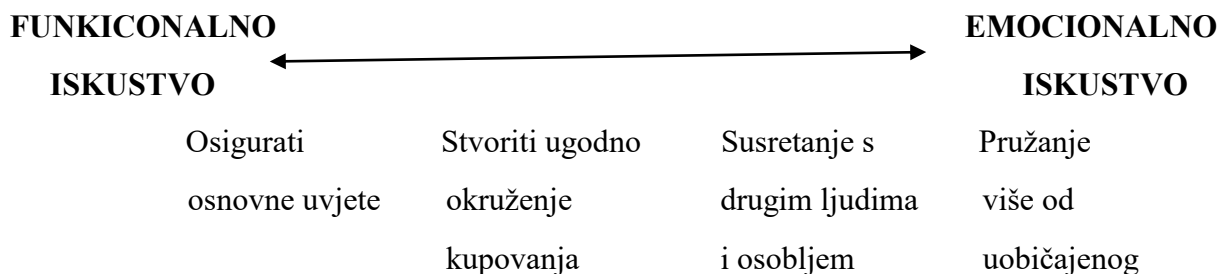 FUNKICONALNO EMOCIONALNO
ISKUSTVO ISKUSTVO
Osigurati Stvoriti ugodno Susretanje s Pružanje
osnovne uvjete okruženje drugim ljudima više od
kupovanja i osobljem uobičajenog